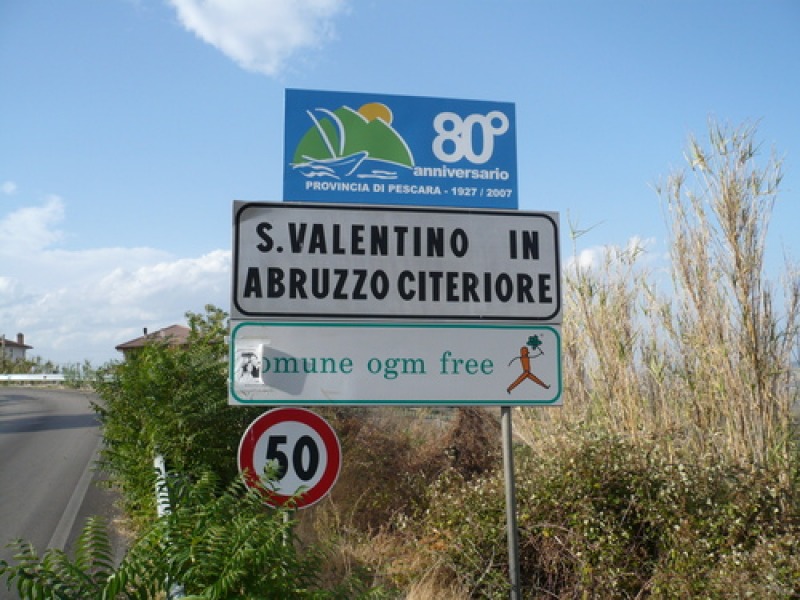 80°
anniversario
PROVINCIA DI PESCARA - 1927 / 2007
S.VALENTINO IN
ABRUZZO CITERIORE
omune ogm free
50